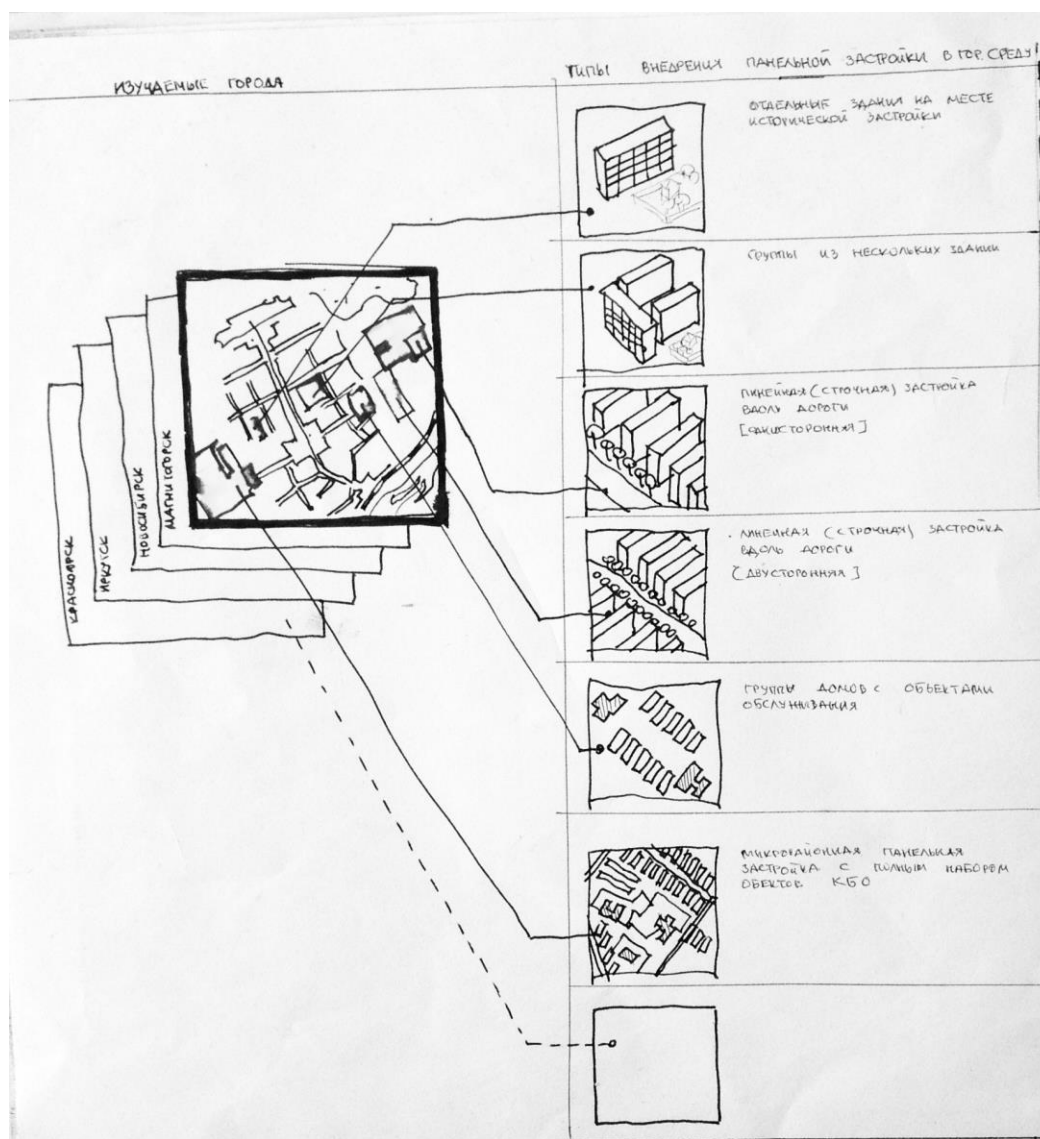 ИЗУЧАЕМЫЕ ГОРОДА
ТИПЫ ВНЕДРЕНИЯ ПАНЕЛЬНОЙ ЗАСТРОЙКИ В ГОР. СРЕДУ
ОТДЕЛЬНЫЕ ЗДАНИЯ НА МЕСТЕ
ИСТОРИЧЕСКОЙ ЗАСТРОЙКИ
ГРУППЫ ИЗ НЕСКОЛЬКИХ ЗДАНИЙ
ЛИНЕЙНАЯ (СТРОЧНАЯ) ЗАСТРОЙКА
ВДОЛЬ ДОРОГИ
[ОДНОСТОРОННЯЯ]
ЛИНЕЙНАЯ (СТРОЧНАЯ) ЗАСТРОЙКА
ВДОЛЬ ДОРОГИ
[ДВУСТОРОННЯЯ]
ГРУППЫ ДОМОВ С ОБЪЕКТАМИ
ОБСЛУЖИВАНИЯ
МИКРОРАЙОННАЯ ПАНЕЛЬНАЯ
ЗАСТРОЙКА С ПОЛНЫМ НАБОРОМ
ОБЕКТОВ КБО
КРАСНОЯРСК
ИРКУТСК
НОВОСИБИРСК
МАГНИТОГОРСК